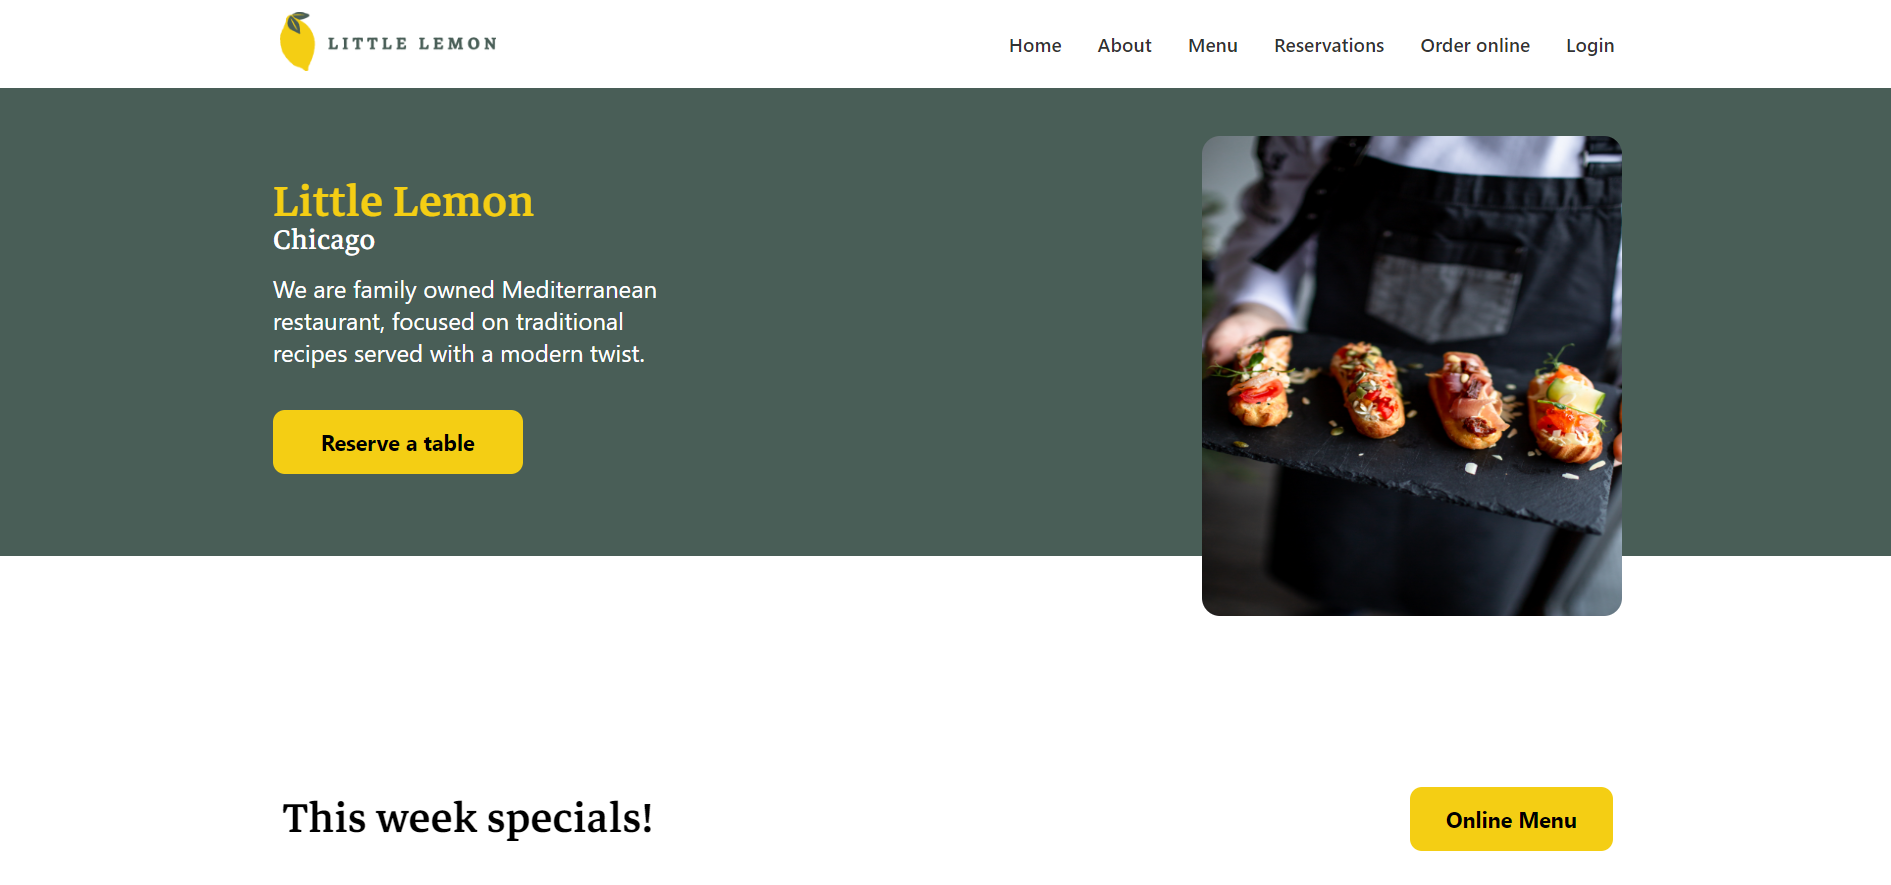 LITTLE LEMON
Home About Menu Reservations Order online Login
Little Lemon
Chicago
We are family owned Mediterranean
restaurant, focused on traditional
recipes served with a modern twist.
Reserve a table
This week specials!
Online Menu